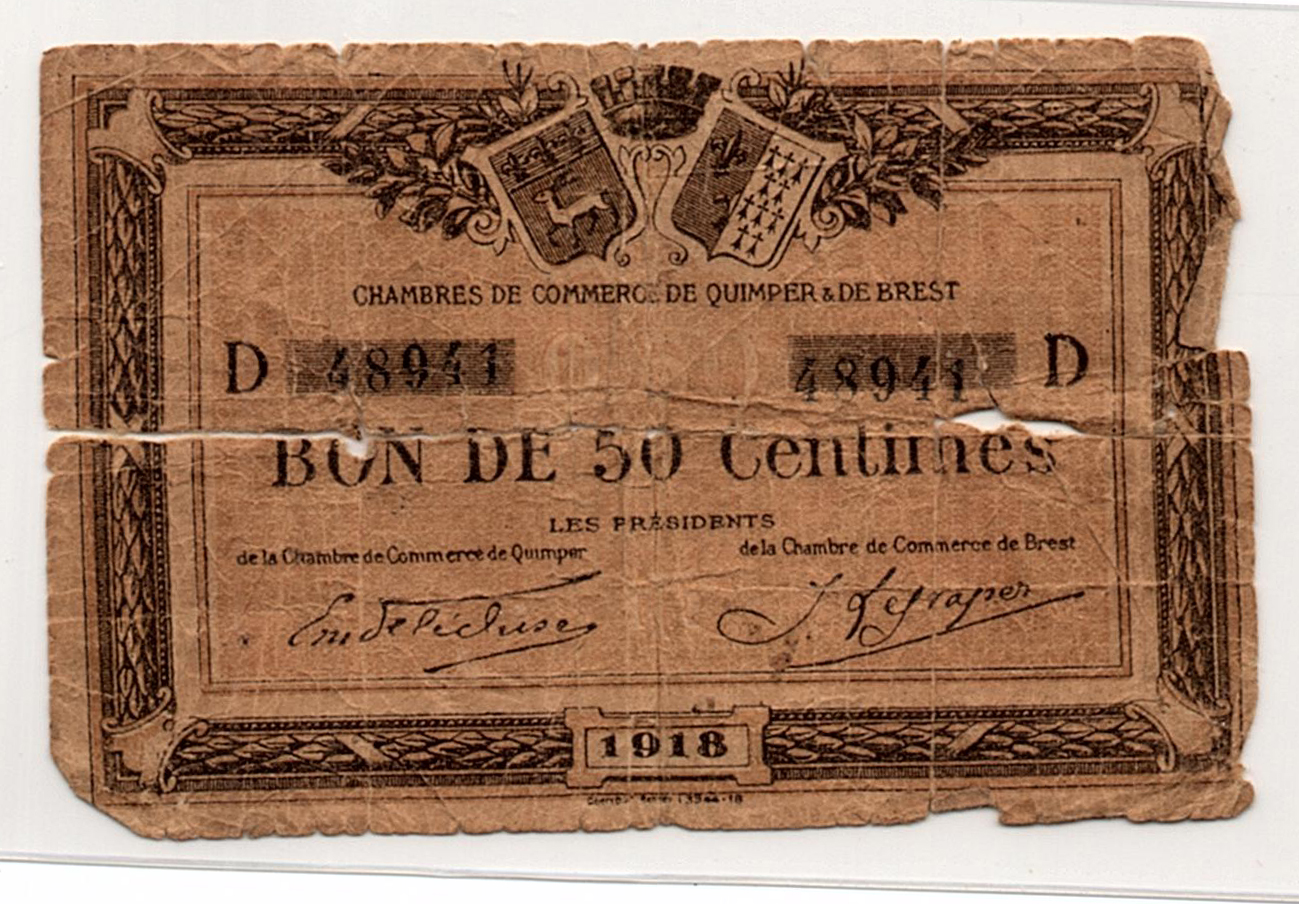 CHAMBRES DE COMMERCE DE QUIMPER & DE BREST
D 48941 48941 D
BON DE 50 Centimes
LES PRÉSIDENTS
de la Chambre de Commerce de Quimper de la Chambre de Commerce de Brest
1918